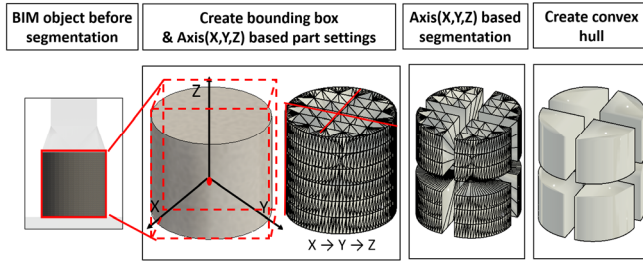 BIM object before
segmentation
Create bounding box
& Axis(X,Y,Z) based part settings
Axis(X,Y,Z) based
segmentation
Create convex
hull
Z
X
Y
X → Y → Z